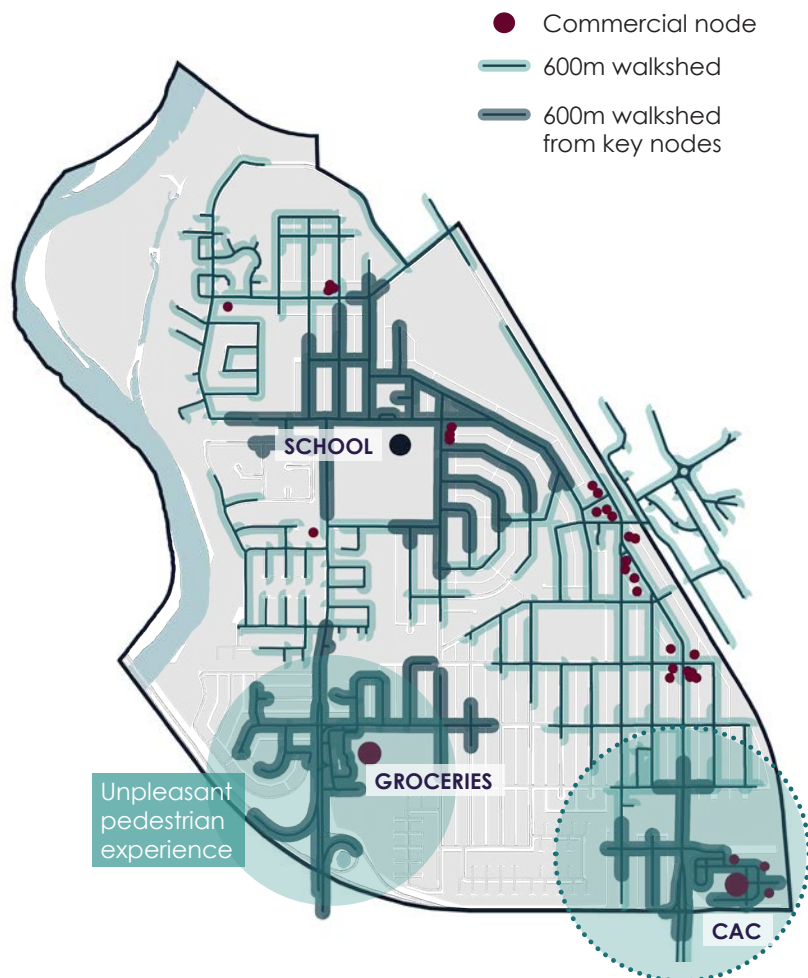 Commercial node
600m walkshed
600m walkshed
from key nodes
SCHOOL
GROCERIES
Unpleasant
pedestrian
experience
CAC